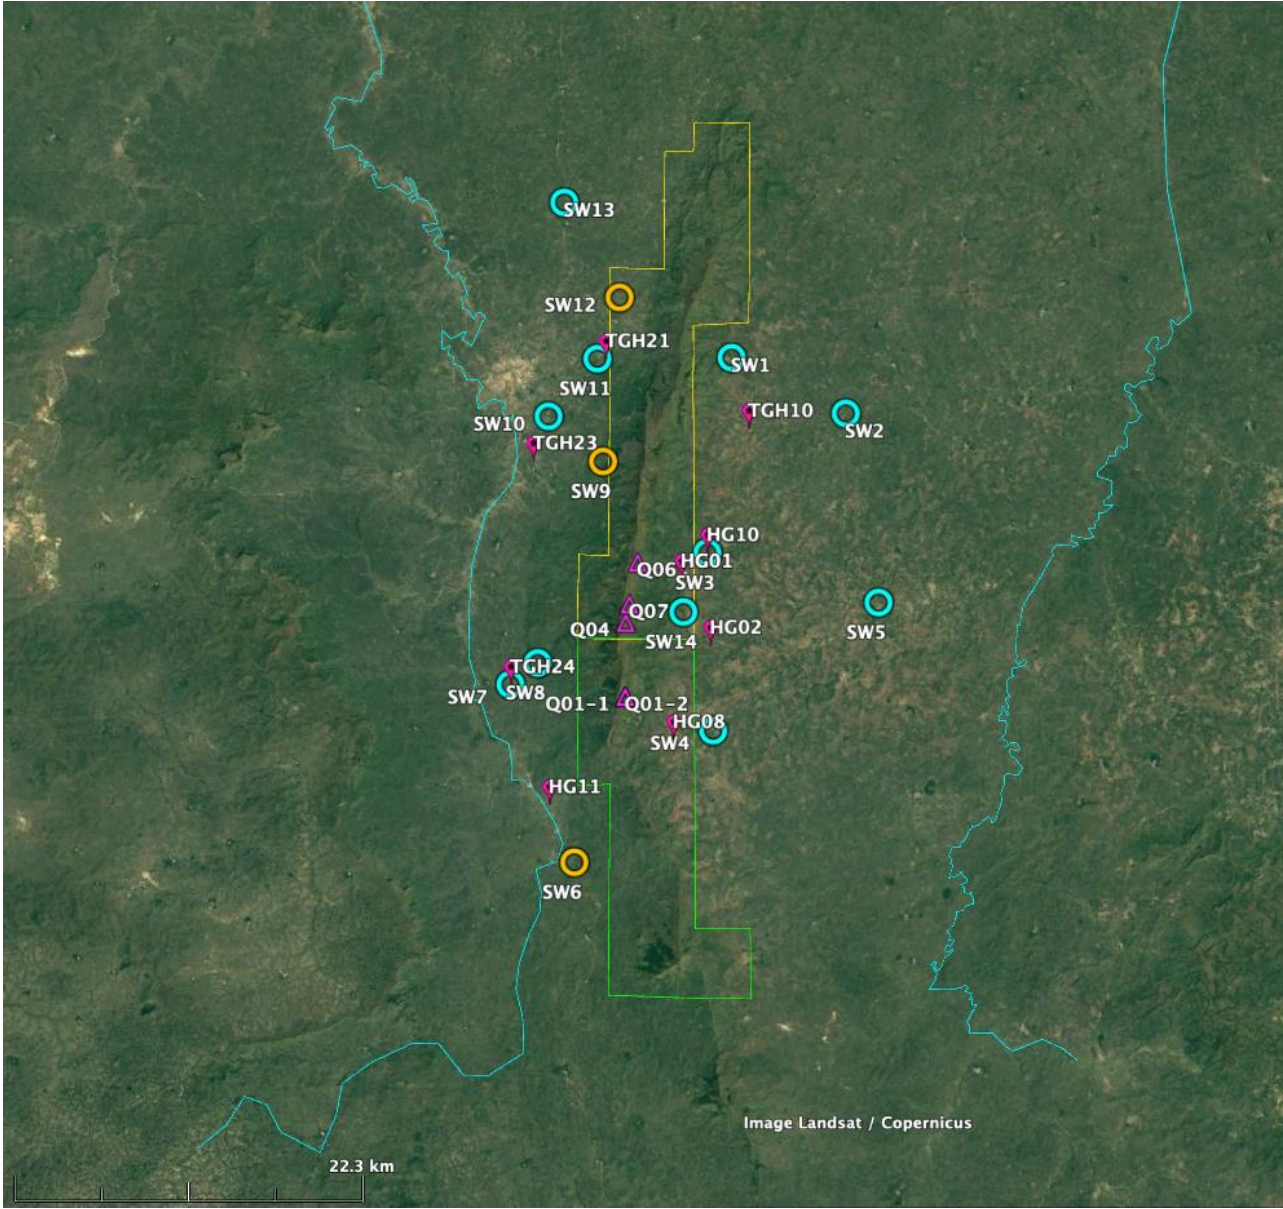 SW13
SW12
TGH21
SW11
SW1
TGH10
SW10
SW2
TGH23
SW9
HG10
HG01
Q06
SW3
Q07
HG02
Q04
SW14
SW5
TGH24
SW7
SW8
Q01-1
Q01-2
HG08
SW4
HG11
SW6
Image Landsat / Copernicus
22.3 km